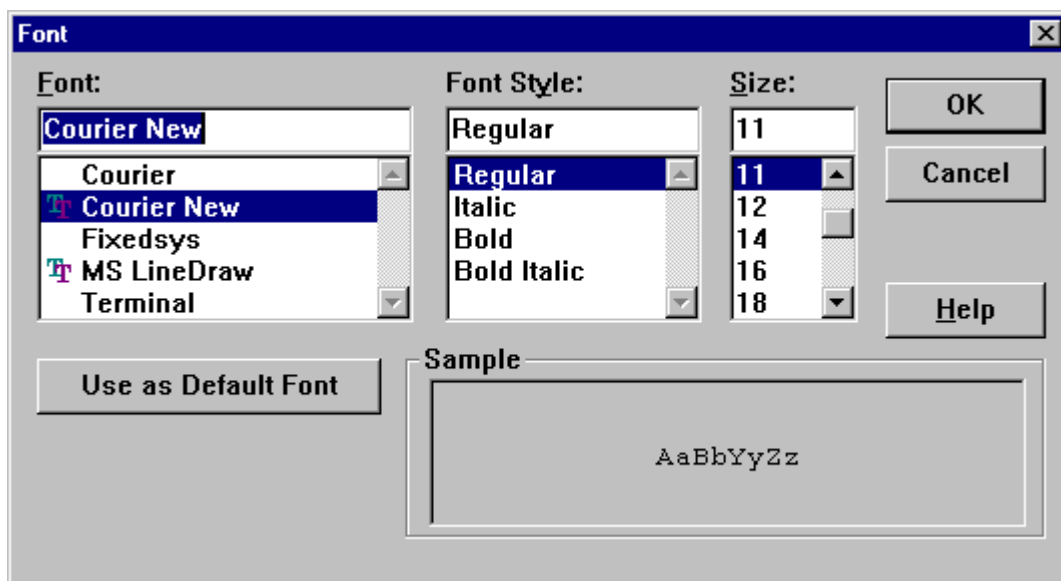 Font
Font:
Courier New
Courier
Courier New
Fixedsys
MS LineDraw
Terminal
Font Style:
Regular
Regular
Italic
Bold
Bold Italic
Size:
11
11
12
14
16
18
OK
Cancel
Help
Use as Default Font
Sample
AaBbYyZz